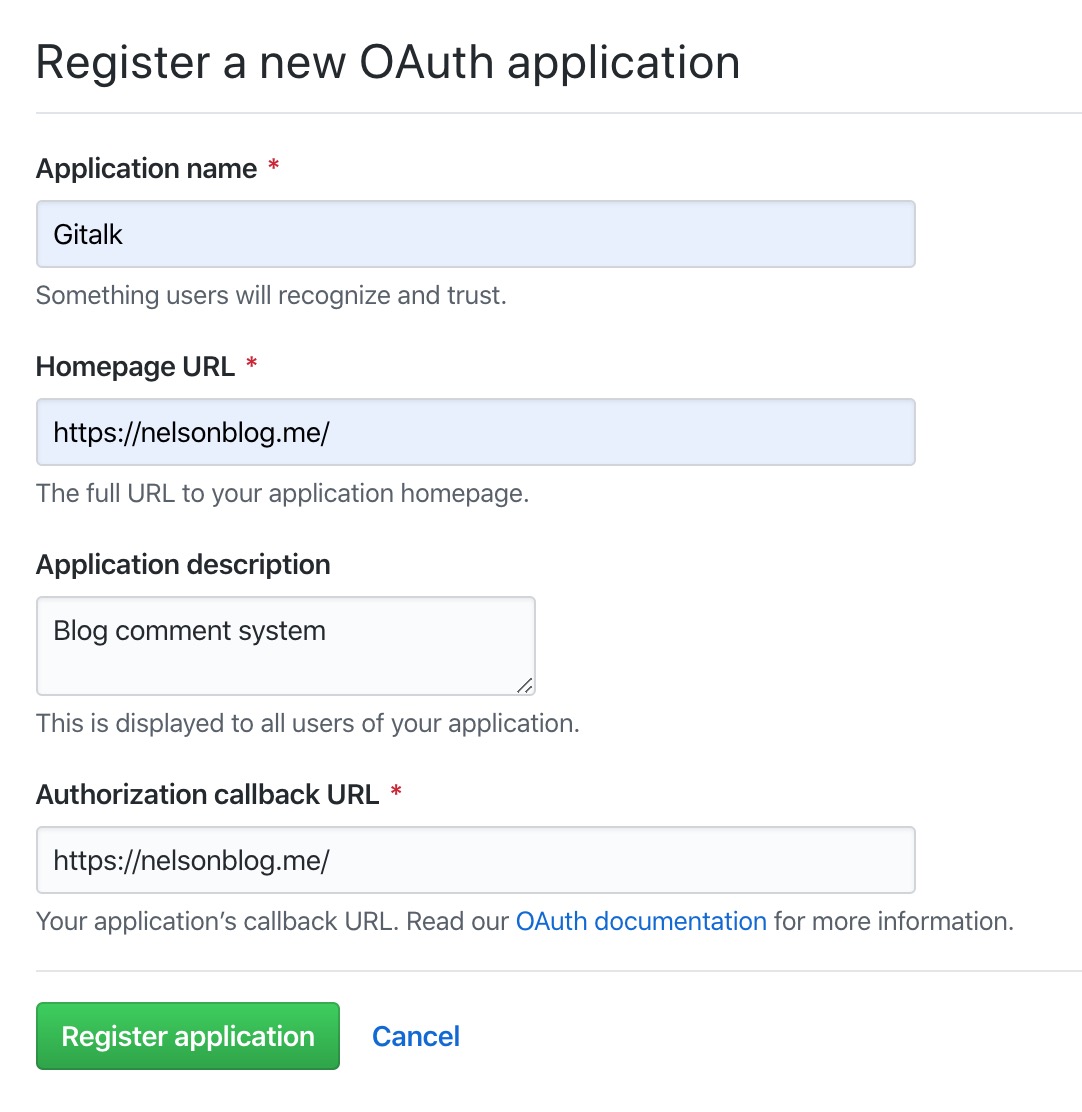 Register a new OAuth application
Application name *
Gitalk
Something users will recognize and trust.
Homepage URL *
https://nelsonblog.me/
The full URL to your application homepage.
Application description
Blog comment system
This is displayed to all users of your application.
Authorization callback URL *
https://nelsonblog.me/
Your application’s callback URL. Read our OAuth documentation for more information.
Register application Cancel